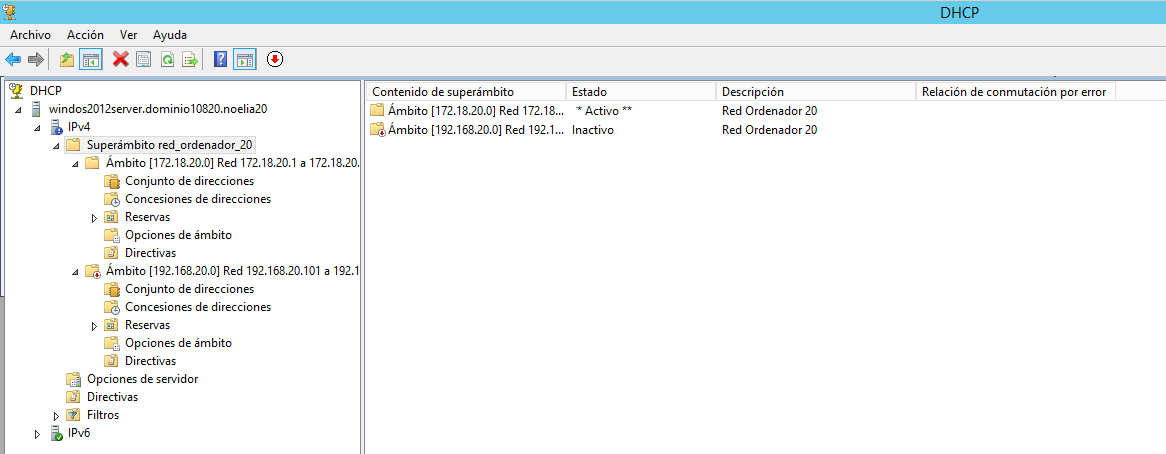 DHCP
Archivo Acción Ver Ayuda
DHCP
windos2012server.dominio10820.noelia20
IPv4
Superámbito red_ordenador_20
Ámbito [172.18.20.0] Red 172.18.20.1 a 172.18.20.
Conjunto de direcciones
Concesiones de direcciones
Reservas
Opciones de ámbito
Directivas
Ámbito [192.168.20.0] Red 192.168.20.101 a 192.1
Conjunto de direcciones
Concesiones de direcciones
Reservas
Opciones de ámbito
Directivas
Opciones de servidor
Directivas
Filtros
IPv6
Contenido de superámbito Estado Descripción Relación de conmutación por error
Ámbito [172.18.20.0] Red 172.18... * Activo ** Red Ordenador 20
Ámbito [192.168.20.0] Red 192.1... Inactivo Red Ordenador 20